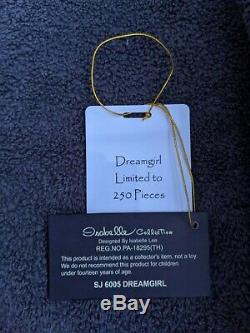 Dreamgirl
Limited to
250 Pieces
Isabelle Collection
Designed By Isabelle Lee
REG.NO.PA-18295(TH)
This product is intended as a collector's item, not a toy
We do not recommend this product for children
under fourteen years of age.
SJ 6005 DREAMGIRL